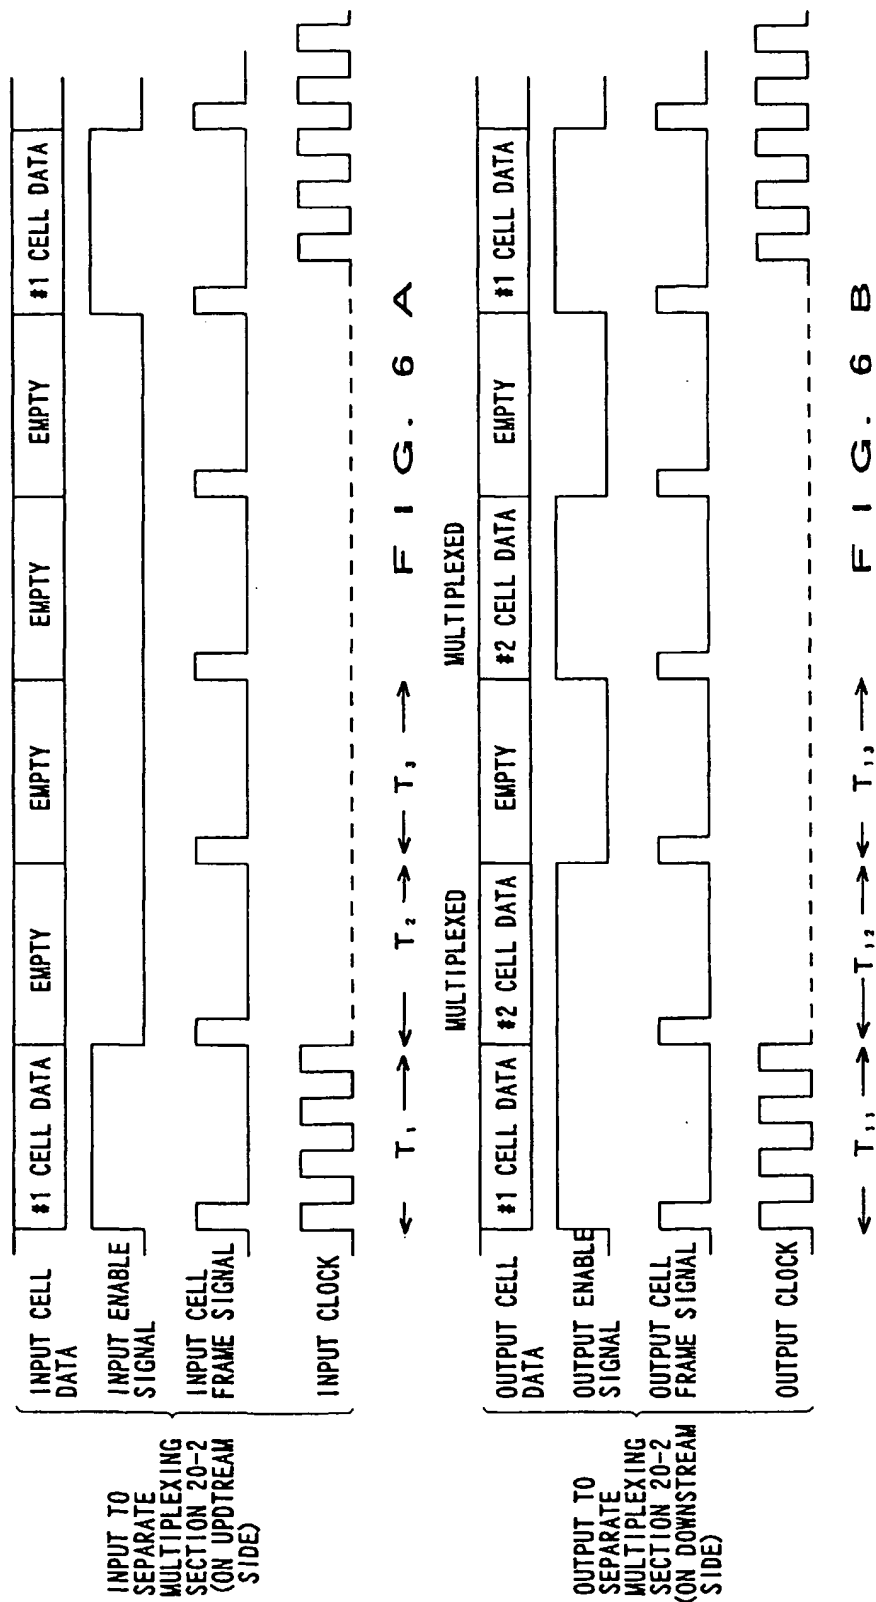 INPUT TO
SEPARATE
MULTIPLEXING
SECTION 20-2
(ON UPDTREAM
SIDE)
INPUT CELL
DATA
#1 CELL DATA
EMPTY
EMPTY
EMPTY
EMPTY
#1 CELL DATA
INPUT ENABLE
SIGNAL
INPUT CELL
FRAME SIGNAL
INPUT CLOCK
T1
T2
T3
FIG. 6 A
OUTPUT TO
SEPARATE
MULTIPLEXING
SECTION 20-2
(ON DOWNSTREAM
SIDE)
MULTIPLEXED
MULTIPLEXED
OUTPUT CELL
DATA
#1 CELL DATA
#2 CELL DATA
EMPTY
#2 CELL DATA
EMPTY
#1 CELL DATA
OUTPUT ENABLE
SIGNAL
OUTPUT CELL
FRAME SIGNAL
OUTPUT CLOCK
T11
T12
T13
FIG. 6 B